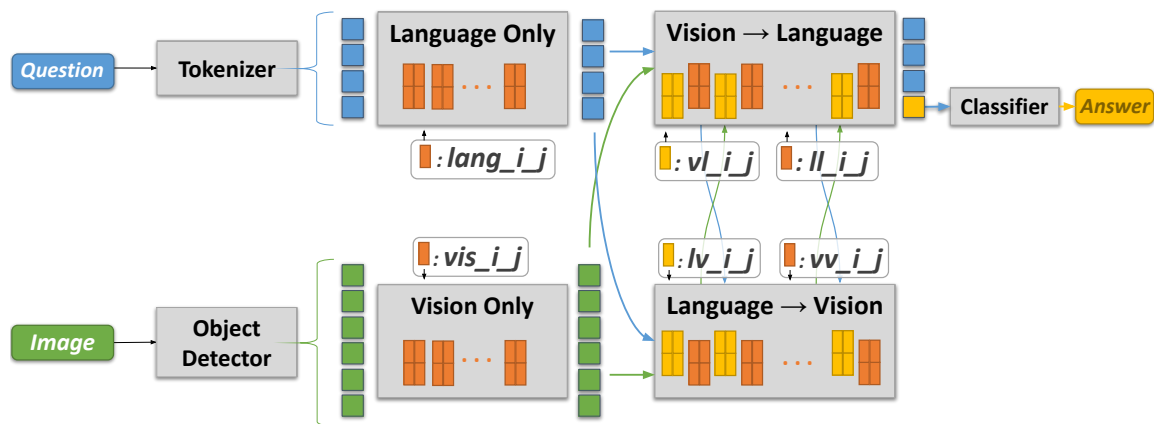 Question
Tokenizer
Language Only
. . .
: lang_i_j
Vision → Language
. . .
: vl_i_j
: ll_i_j
Classifier
Answer
Image
Object
Detector
: vis_i_j
Vision Only
. . .
: lv_i_j
: vv_i_j
Language → Vision
. . .